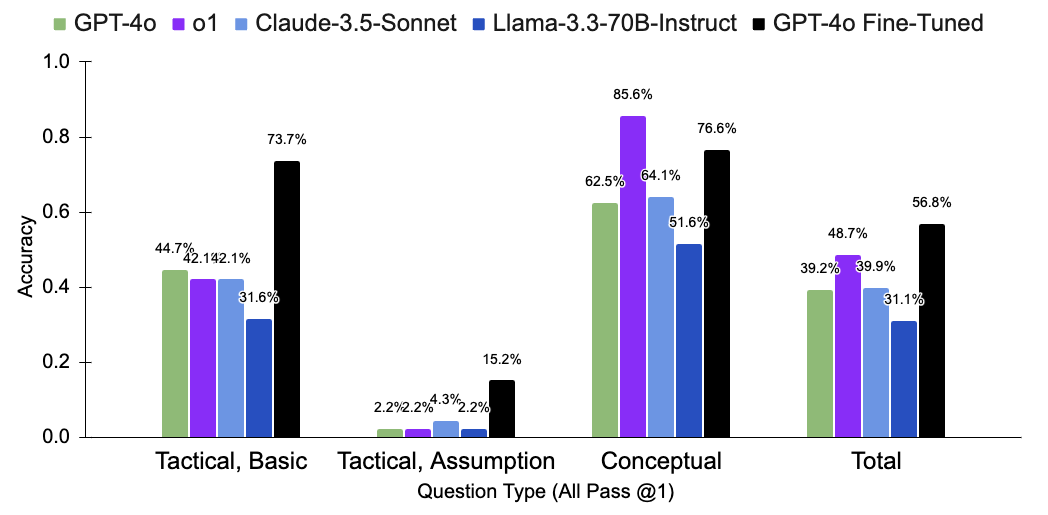 GPT-4o o1 Claude-3.5-Sonnet Llama-3.3-70B-Instruct GPT-4o Fine-Tuned
1.0
0.8
0.6
0.4
0.2
0.0
Accuracy
44.7% 42.1% 42.1% 31.6% 73.7%
2.2% 2.2% 4.3% 2.2% 15.2%
62.5% 85.6% 64.1% 51.6% 76.6%
39.2% 48.7% 39.9% 31.1% 56.8%
Tactical, Basic Tactical, Assumption Conceptual Total
Question Type (All Pass @1)